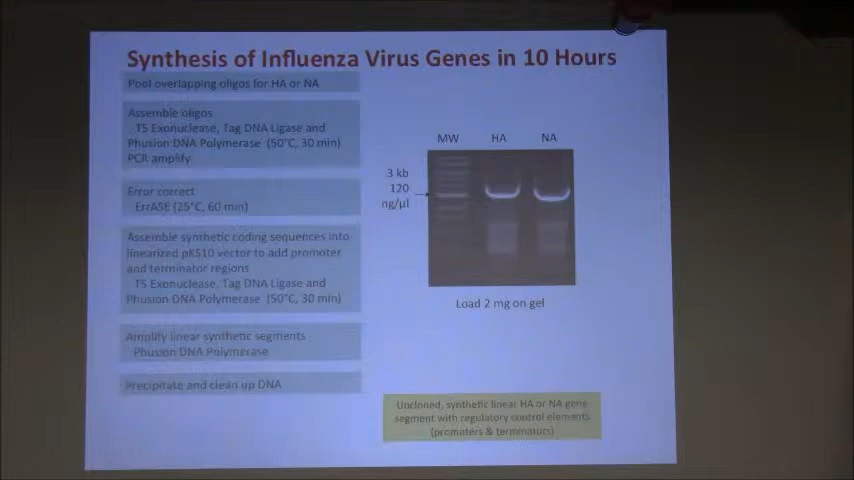 Synthesis of Influenza Virus Genes in 10 Hours
Pool overlapping oligos for HA or NA
Assemble oligos
T5 Exonuclease, Tag DNA Ligase and
Phusion DNA Polymerase (50°C, 30 min)
PCR amplify
Error correct
ErrASE (25°C, 60 min)
Assemble synthetic coding sequences into
linearized pKS10 vector to add promoter
and terminator regions
T5 Exonuclease, Tag DNA Ligase and
Phusion DNA Polymerase (50°C, 30 min)
Amplify linear synthetic segments
Phusion DNA Polymerase
Precipitate and clean up DNA
MW HA NA
3 kb
120
ng/µl
Load 2 mg on gel
Uncloned, synthetic linear HA or NA gene
segment with regulatory control elements
(promoters & terminators)